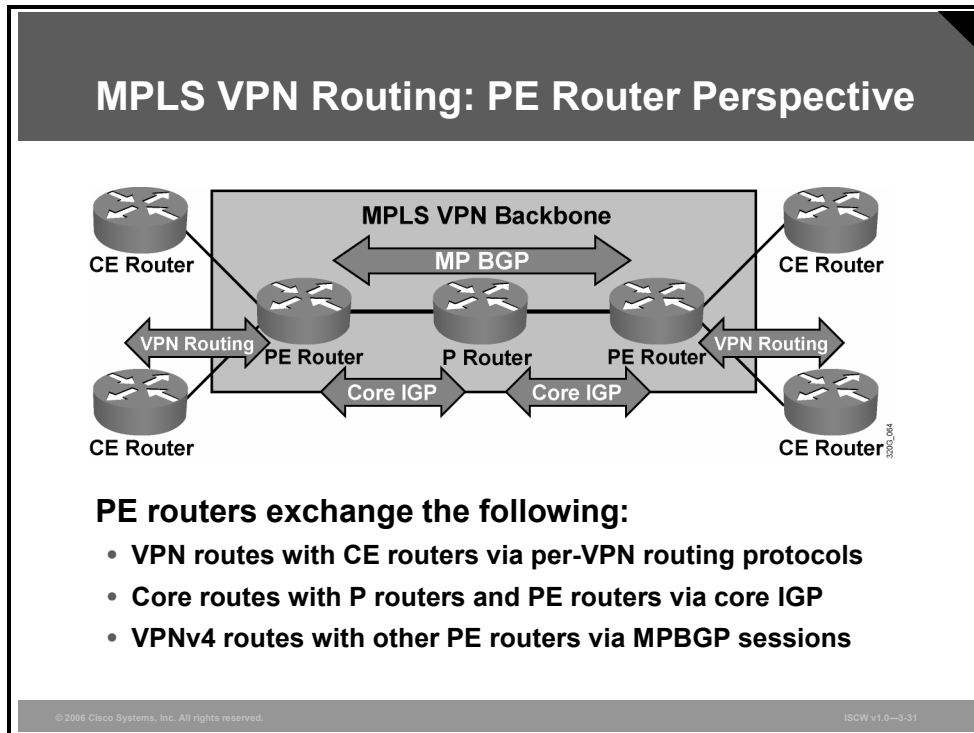 MPLS VPN Routing: PE Router Perspective
MPLS VPN Backbone
CE Router
MP BGP
CE Router
VPN Routing
PE Router
P Router
PE Router
VPN Routing
Core IGP
Core IGP
CE Router
CE Router
320G_064
PE routers exchange the following:
• VPN routes with CE routers via per-VPN routing protocols
• Core routes with P routers and PE routers via core IGP
• VPNv4 routes with other PE routers via MPBGP sessions
© 2006 Cisco Systems, Inc. All rights reserved.
ISCW v1.0—3-31